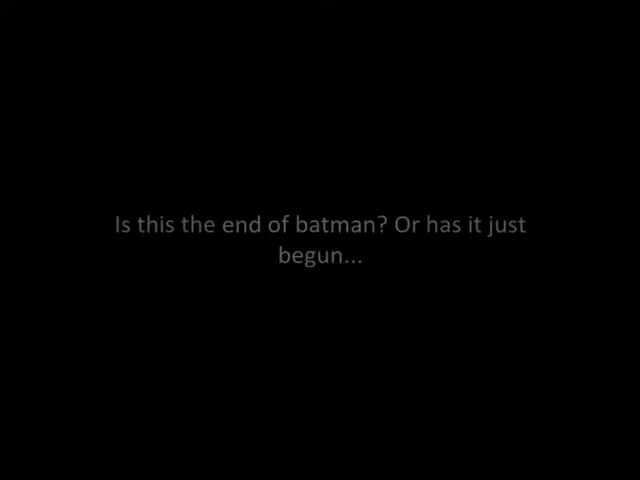 Is this the end of batman? Or has it just
begun...